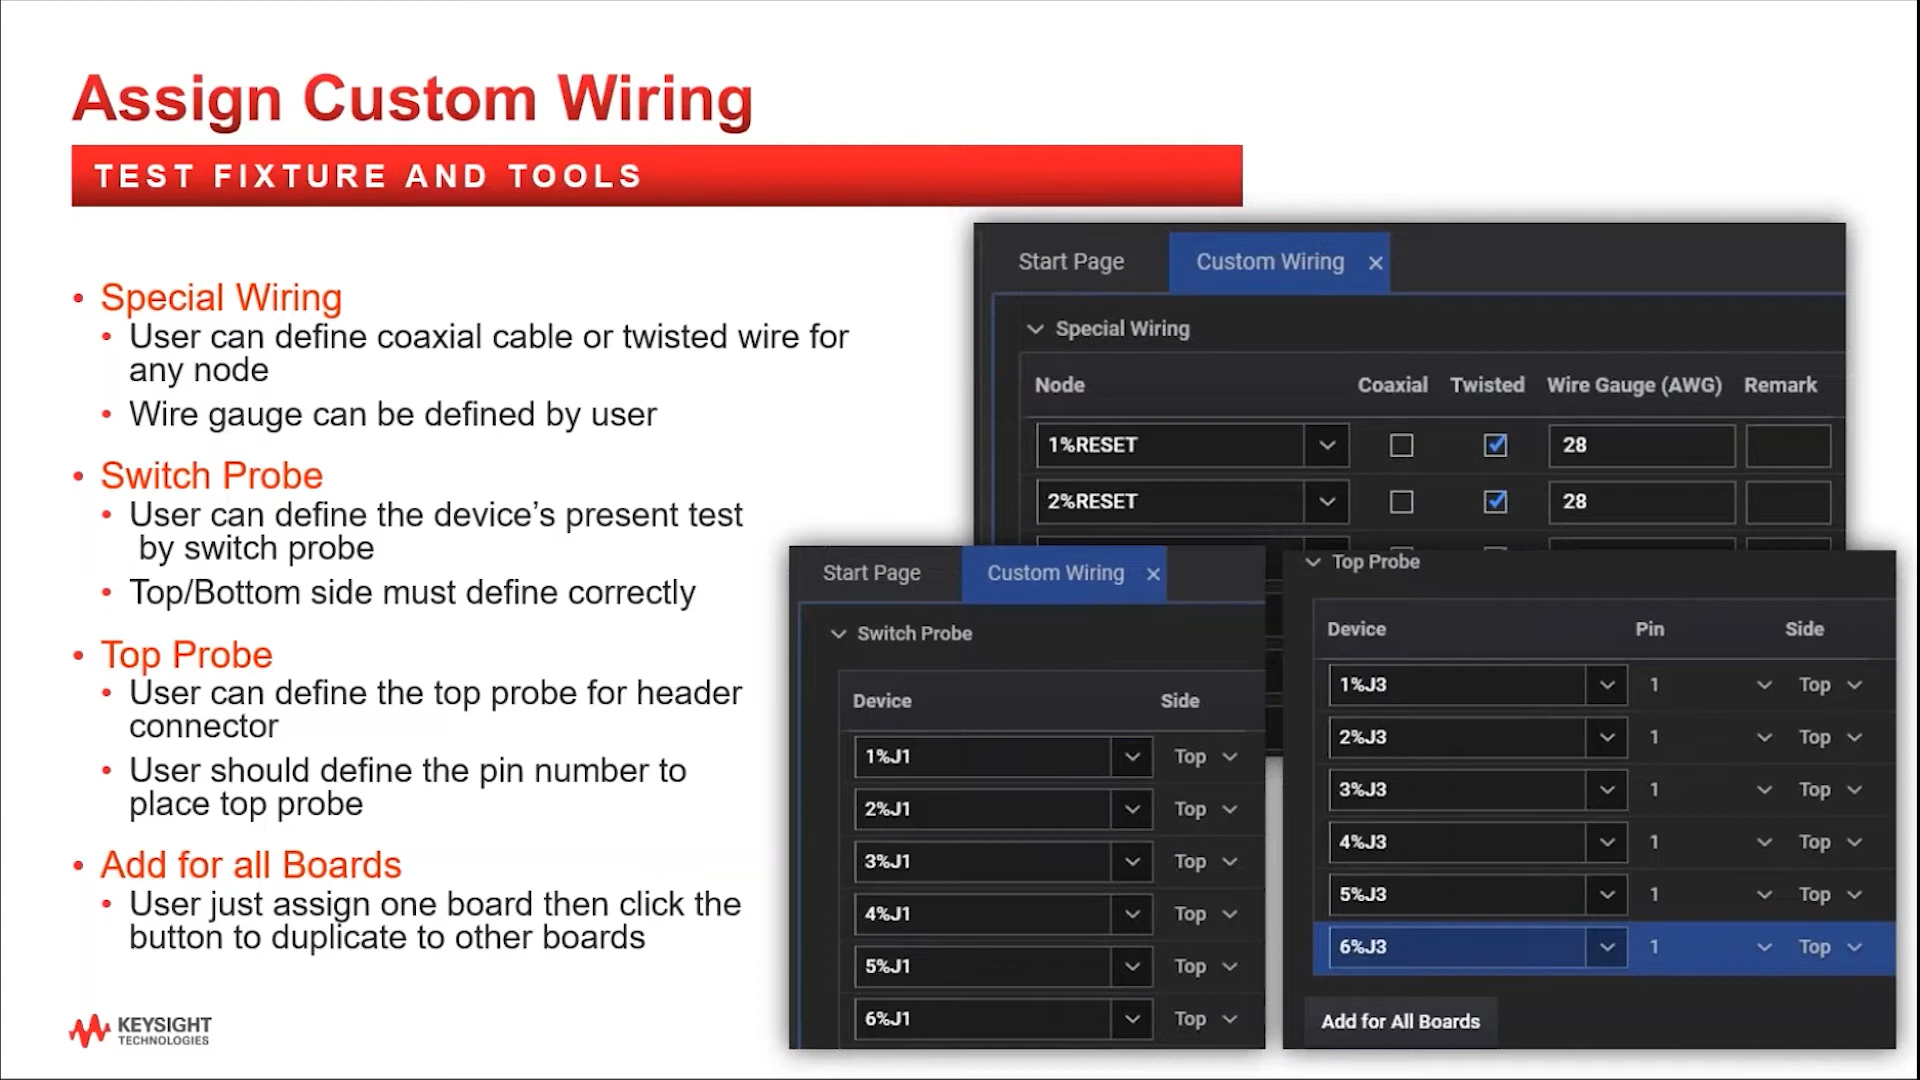 Assign Custom Wiring
TEST FIXTURE AND TOOLS
• Special Wiring
• User can define coaxial cable or twisted wire for
any node
• Wire gauge can be defined by user
• Switch Probe
• User can define the device’s present test
by switch probe
• Top/Bottom side must define correctly
• Top Probe
• User can define the top probe for header
connector
• User should define the pin number to
place top probe
• Add for all Boards
• User just assign one board then click the
button to duplicate to other boards
KEYSIGHT
TECHNOLOGIES
Start Page Custom Wiring ×
Special Wiring
Node Coaxial Twisted Wire Gauge (AWG) Remark
1%RESET 28
2%RESET 28
Start Page Custom Wiring ×
Switch Probe
Device Side
1%J1 Top
2%J1 Top
3%J1 Top
4%J1 Top
5%J1 Top
6%J1 Top
Top Probe
Device Pin Side
1%J3 1 Top
2%J3 1 Top
3%J3 1 Top
4%J3 1 Top
5%J3 1 Top
6%J3 1 Top
Add for All Boards